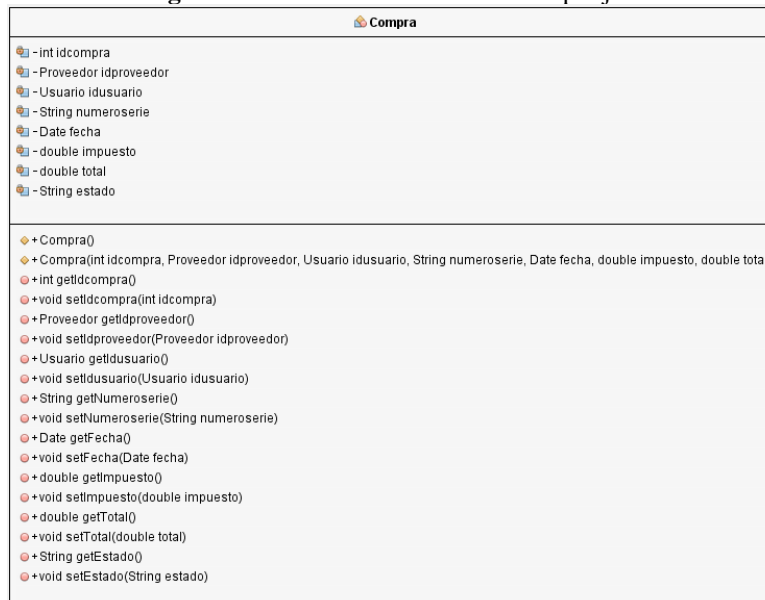 Compra
- int idcompra
- Proveedor idproveedor
- Usuario idusuario
- String numeroserie
- Date fecha
- double impuesto
- double total
- String estado
+ Compra()
+ Compra(int idcompra, Proveedor idproveedor, Usuario idusuario, String numeroserie, Date fecha, double impuesto, double tota
+ int getIdcompra()
+ void setIdcompra(int idcompra)
+ Proveedor getIdproveedor()
+ void setIdproveedor(Proveedor idproveedor)
+ Usuario getIdusuario()
+ void setIdusuario(Usuario idusuario)
+ String getNumeroserie()
+ void setNumeroserie(String numeroserie)
+ Date getFecha()
+ void setFecha(Date fecha)
+ double getImpuesto()
+ void setImpuesto(double impuesto)
+ double getTotal()
+ void setTotal(double total)
+ String getEstado()
+ void setEstado(String estado)